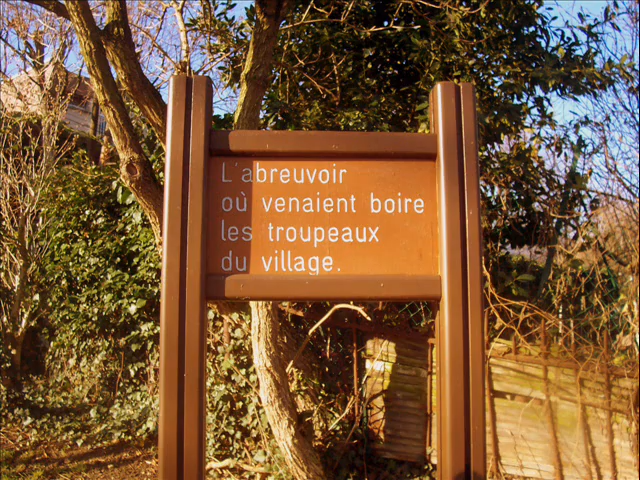 L'abreuvoir
où venaient boire
les troupeaux
du village.